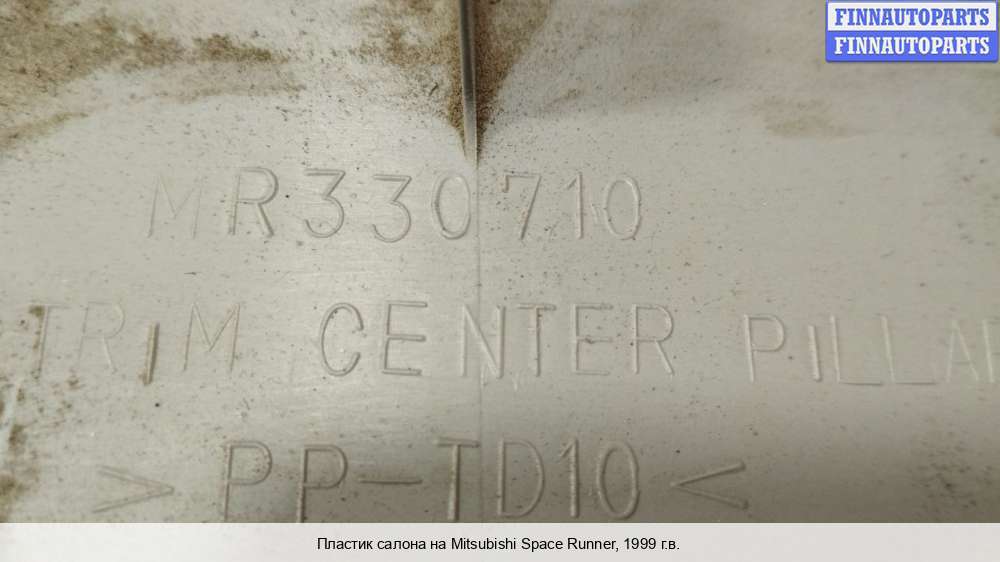 FINNAUTOPARTS
FINNAUTOPARTS
MR330710
TRIM CENTER PILLAR
>PP-TD10<
Пластик салона на Mitsubishi Space Runner, 1999 г.в.